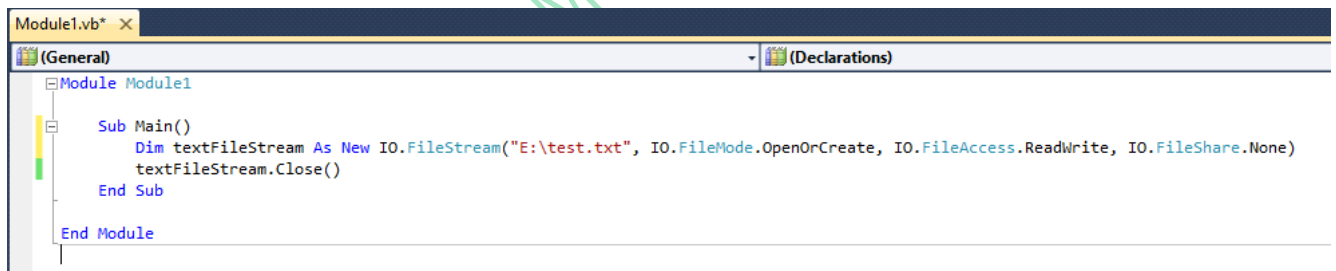 Module1.vb* ×
(General) (Declarations)
Module Module1
Sub Main()
Dim textFileStream As New IO.FileStream("E:\test.txt", IO.FileMode.OpenOrCreate, IO.FileAccess.ReadWrite, IO.FileShare.None)
textFileStream.Close()
End Sub
End Module